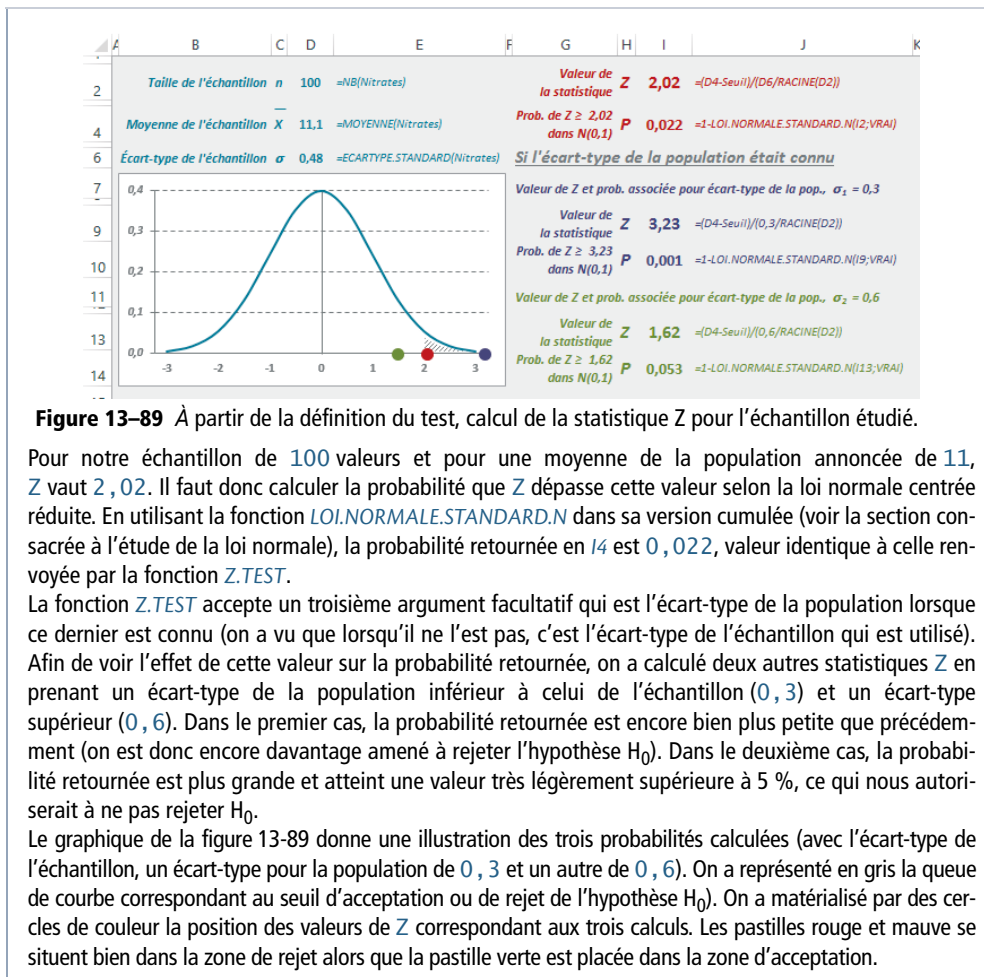 A B C D E F G H I J K
2 Taille de l'échantillon n 100 =NB(Nitrates) Valeur de la statistique Z 2,02 =(D4-Seuil)/(D6/RACINE(D2))
4 Moyenne de l'échantillon X 11,1 =MOYENNE(Nitrates) Prob. de Z ≥ 2,02 dans N(0,1) P 0,022 =1-LOI.NORMALE.STANDARD.N(I2;VRAI)
6 Écart-type de l'échantillon σ 0,48 =ECARTYPE.STANDARD(Nitrates) Si l'écart-type de la population était connu
7 Valeur de Z et prob. associée pour écart-type de la pop., σ1 = 0,3
9 Valeur de la statistique Z 3,23 =(D4-Seuil)/(0,3/RACINE(D2))
10 Prob. de Z ≥ 3,23 dans N(0,1) P 0,001 =1-LOI.NORMALE.STANDARD.N(I9;VRAI)
11 Valeur de Z et prob. associée pour écart-type de la pop., σ2 = 0,6
13 Valeur de la statistique Z 1,62 =(D4-Seuil)/(0,6/RACINE(D2))
14 Prob. de Z ≥ 1,62 dans N(0,1) P 0,053 =1-LOI.NORMALE.STANDARD.N(I13;VRAI)
0,4
0,3
0,2
0,1
0,0
-3 -2 -1 0 1 2 3
Figure 13–89 À partir de la définition du test, calcul de la statistique Z pour l'échantillon étudié.
Pour notre échantillon de 100 valeurs et pour une moyenne de la population annoncée de 11,
Z vaut 2,02. Il faut donc calculer la probabilité que Z dépasse cette valeur selon la loi normale centrée
réduite. En utilisant la fonction LOI.NORMALE.STANDARD.N dans sa version cumulée (voir la section con-
sacrée à l'étude de la loi normale), la probabilité retournée en I4 est 0,022, valeur identique à celle ren-
voyée par la fonction Z.TEST.
La fonction Z.TEST accepte un troisième argument facultatif qui est l'écart-type de la population lorsque
ce dernier est connu (on a vu que lorsqu'il ne l'est pas, c'est l'écart-type de l'échantillon qui est utilisé).
Afin de voir l'effet de cette valeur sur la probabilité retournée, on a calculé deux autres statistiques Z en
prenant un écart-type de la population inférieur à celui de l'échantillon (0,3) et un écart-type
supérieur (0,6). Dans le premier cas, la probabilité retournée est encore bien plus petite que précédem-
ment (on est donc encore davantage amené à rejeter l'hypothèse H0). Dans le deuxième cas, la probabi-
lité retournée est plus grande et atteint une valeur très légèrement supérieure à 5 %, ce qui nous autori-
serait à ne pas rejeter H0.
Le graphique de la figure 13-89 donne une illustration des trois probabilités calculées (avec l'écart-type de
l'échantillon, un écart-type pour la population de 0,3 et un autre de 0,6). On a représenté en gris la queue
de courbe correspondant au seuil d'acceptation ou de rejet de l'hypothèse H0). On a matérialisé par des cer-
cles de couleur la position des valeurs de Z correspondant aux trois calculs. Les pastilles rouge et mauve se
situent bien dans la zone de rejet alors que la pastille verte est placée dans la zone d'acceptation.